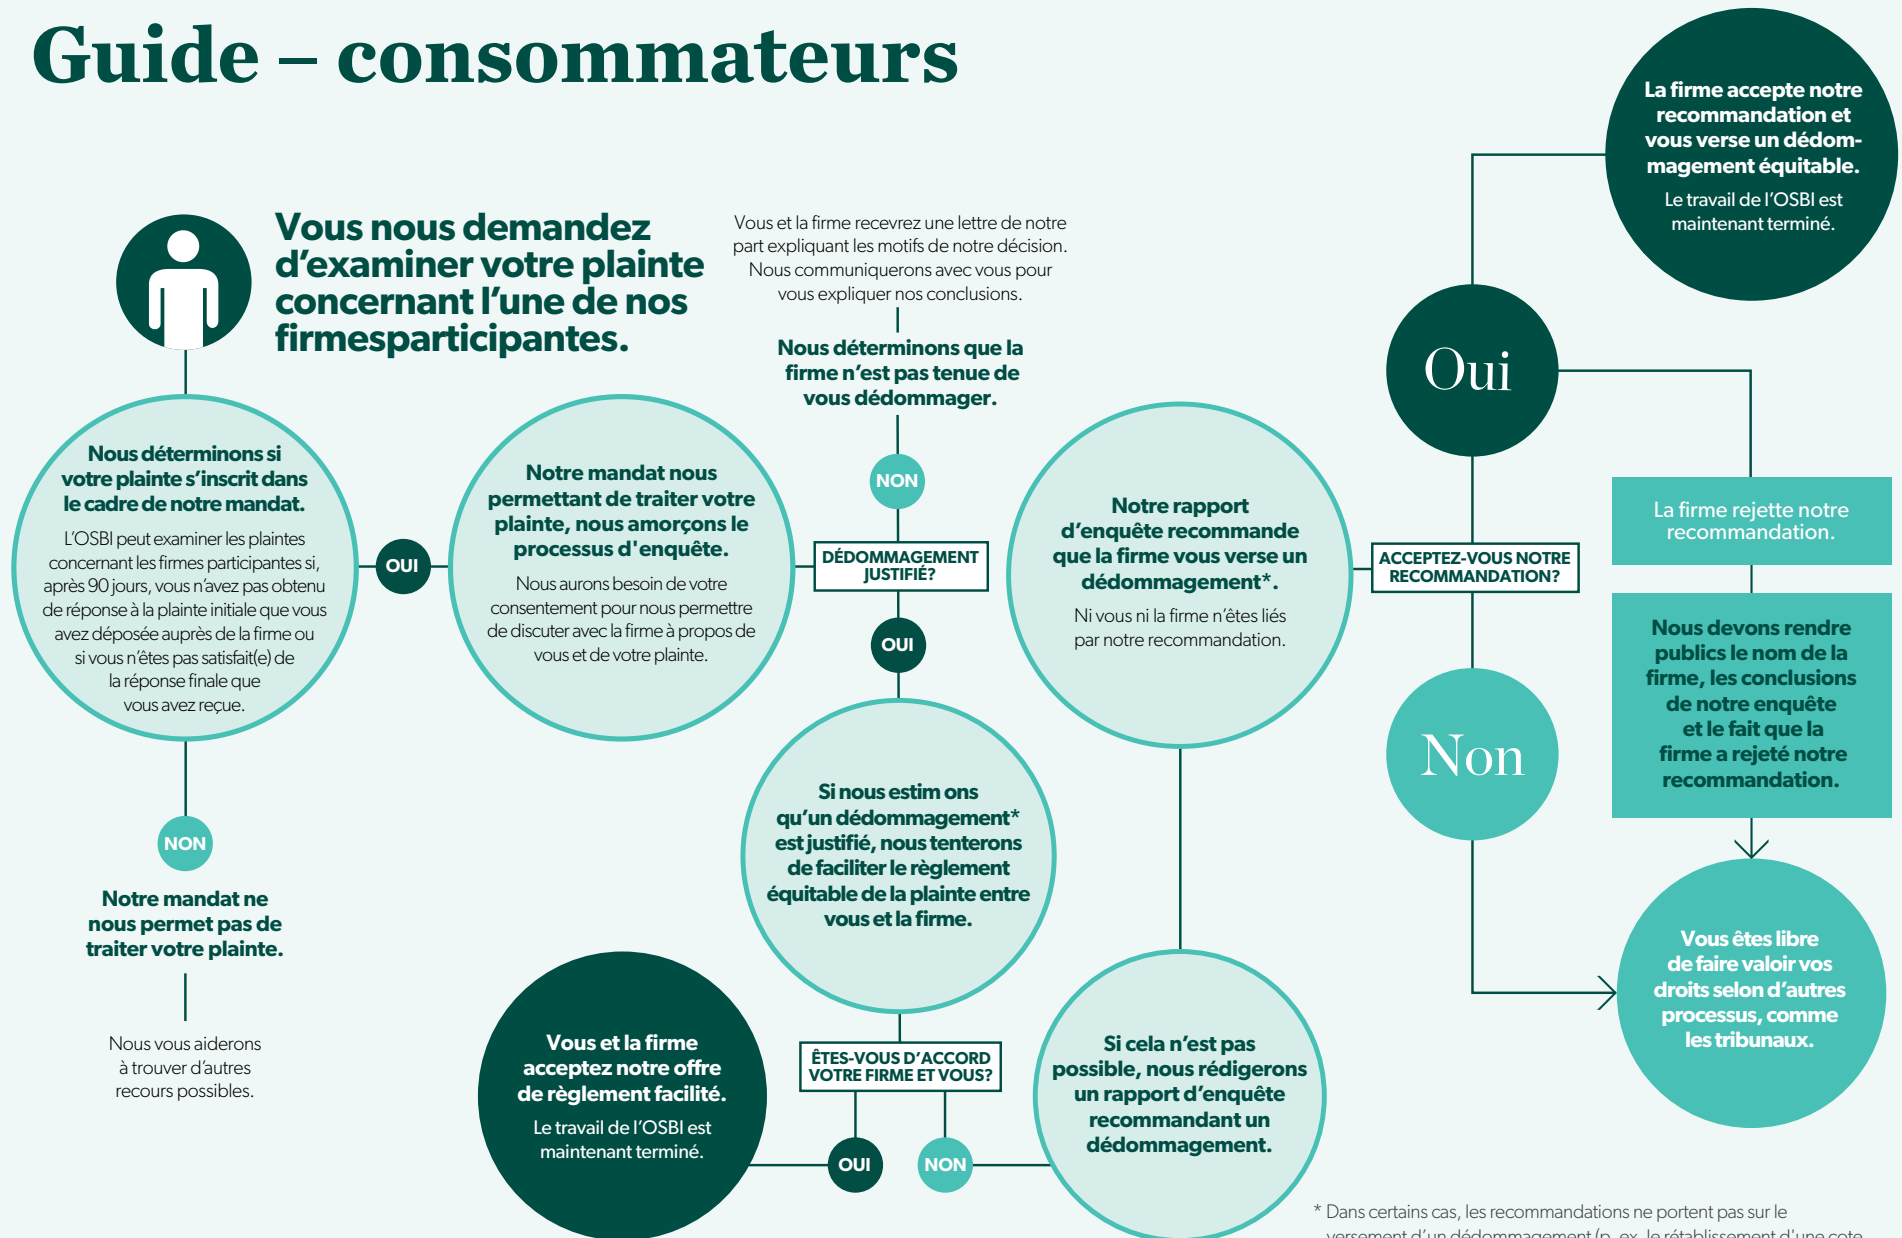 Guide – consommateurs
Vous nous demandez
d'examiner votre plainte
concernant l'une de nos
firmesparticipantes.
Nous déterminons si
votre plainte s'inscrit dans
le cadre de notre mandat.
L'OSBI peut examiner les plaintes
concernant les firmes participantes si,
après 90 jours, vous n'avez pas obtenu
de réponse à la plainte initiale que vous
avez déposée auprès de la firme ou
si vous n'êtes pas satisfait(e) de
la réponse finale que
vous avez reçue.
NON
Notre mandat ne
nous permet pas de
traiter votre plainte.
Nous vous aiderons
à trouver d'autres
recours possibles.
OUI
Notre mandat nous
permettant de traiter votre
plainte, nous amorçons le
processus d'enquête.
Nous aurons besoin de votre
consentement pour nous permettre
de discuter avec la firme à propos de
vous et de votre plainte.
DÉDOMMAGEMENT
JUSTIFIÉ?
NON
Nous déterminons que la
firme n'est pas tenue de
vous dédommager.
Vous et la firme recevrez une lettre de notre
part expliquant les motifs de notre décision.
Nous communiquerons avec vous pour
vous expliquer nos conclusions.
OUI
Si nous estim ons
qu'un dédommagement*
est justifié, nous tenterons
de faciliter le règlement
équitable de la plainte entre
vous et la firme.
ÊTES-VOUS D'ACCORD
VOTRE FIRME ET VOUS?
OUI
Vous et la firme
acceptez notre offre
de règlement facilité.
Le travail de l'OSBI est
maintenant terminé.
NON
Si cela n'est pas
possible, nous rédigerons
un rapport d'enquête
recommandant un
dédommagement.
Notre rapport
d'enquête recommande
que la firme vous verse un
dédommagement*.
Ni vous ni la firme n'êtes liés
par notre recommandation.
ACCEPTEZ-VOUS NOTRE
RECOMMANDATION?
Oui
La firme accepte notre
recommandation et
vous verse un dédom-
magement équitable.
Le travail de l'OSBI est
maintenant terminé.
La firme rejette notre
recommandation.
Nous devons rendre
publics le nom de la
firme, les conclusions
de notre enquête
et le fait que la
firme a rejeté notre
recommandation.
Non
Vous êtes libre
de faire valoir vos
droits selon d'autres
processus, comme
les tribunaux.
* Dans certains cas, les recommandations ne portent pas sur le
versement d'un dédommagement (p. ex. le rétablissement d'une cote